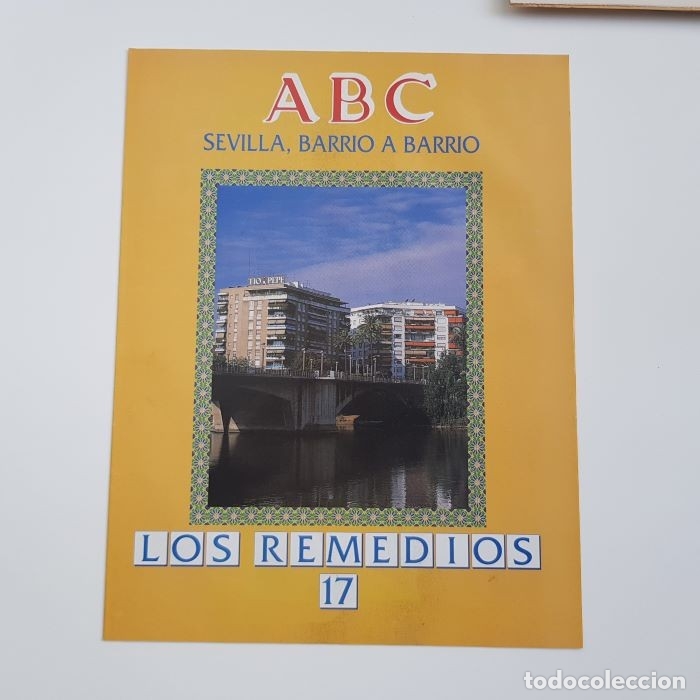 ABC
SEVILLA, BARRIO A BARRIO
TIO PEPE
LOS REMEDIOS
17
todocoleccion